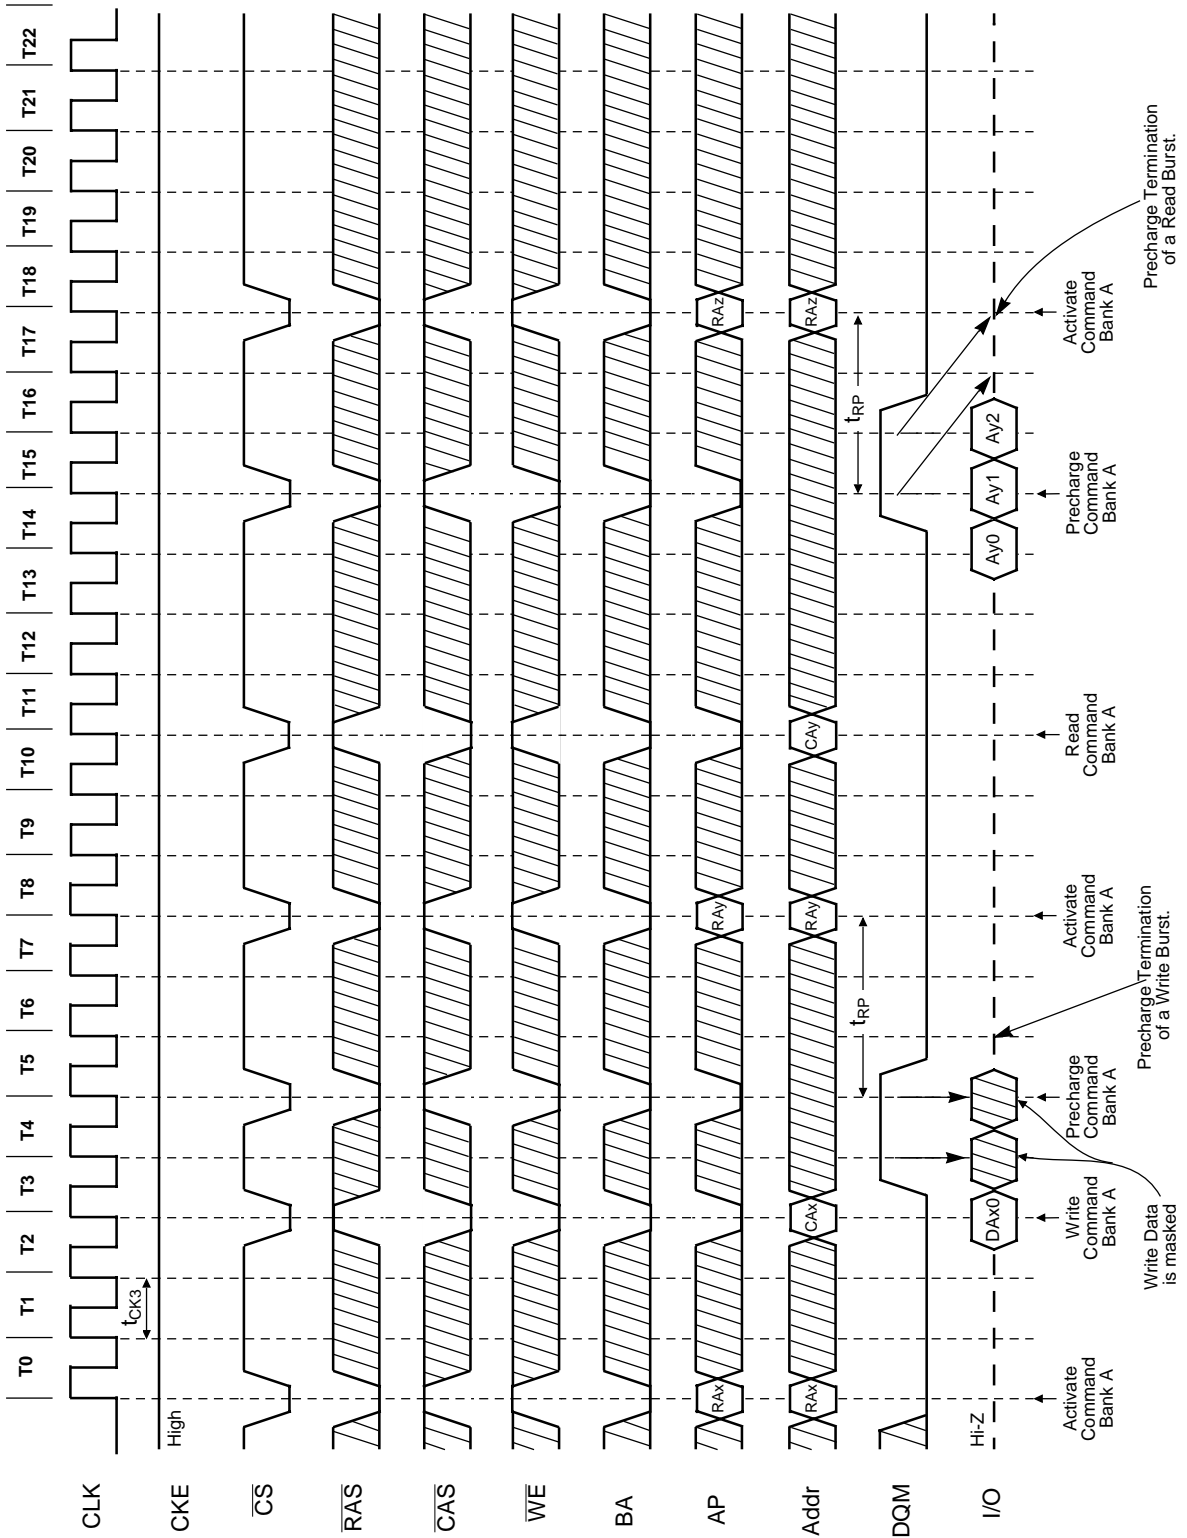 T0 T1 T2 T3 T4 T5 T6 T7 T8 T9 T10 T11 T12 T13 T14 T15 T16 T17 T18 T19 T20 T21 T22
CLK
tCK3
CKE
High
CS
RAS
CAS
WE
BA
AP
RAx RAy RAz
Addr
RAx CAx RAy CAy RAz
tRP tRP
DQM
I/O
Hi-Z
DAx0 Ay0 Ay1 Ay2
Activate
Command
Bank A
Write
Command
Bank A
Precharge
Command
Bank A
Activate
Command
Bank A
Read
Command
Bank A
Precharge
Command
Bank A
Activate
Command
Bank A
Write Data
is masked
Precharge Termination
of a Write Burst.
Precharge Termination
of a Read Burst.